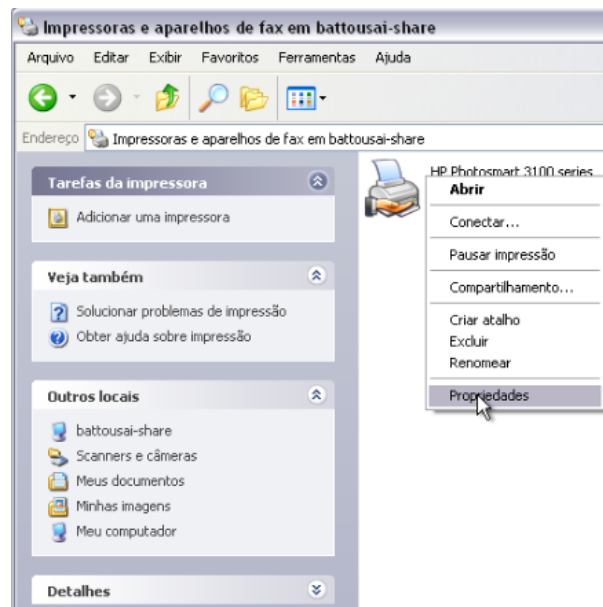 Impressoras e aparelhos de fax em battousai-share
Arquivo Editar Exibir Favoritos Ferramentas Ajuda
Endereço Impressoras e aparelhos de fax em battousai-share
Tarefas da impressora
Adicionar uma impressora
Veja também
Solucionar problemas de impressão
Obter ajuda sobre impressão
Outros locais
battousai-share
Scanners e câmeras
Meus documentos
Minhas imagens
Meu computador
Detalhes
HP Photosmart 3100 series
Abrir
Conectar...
Pausar impressão
Compartilhamento...
Criar atalho
Excluir
Renomear
Propriedades